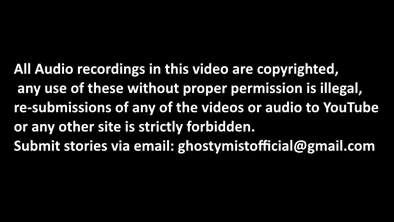 All Audio recordings in this video are copyrighted,
any use of these without proper permission is illegal,
re-submissions of any of the videos or audio to YouTube
or any other site is strictly forbidden.
Submit stories via email: ghostymistofficial@gmail.com